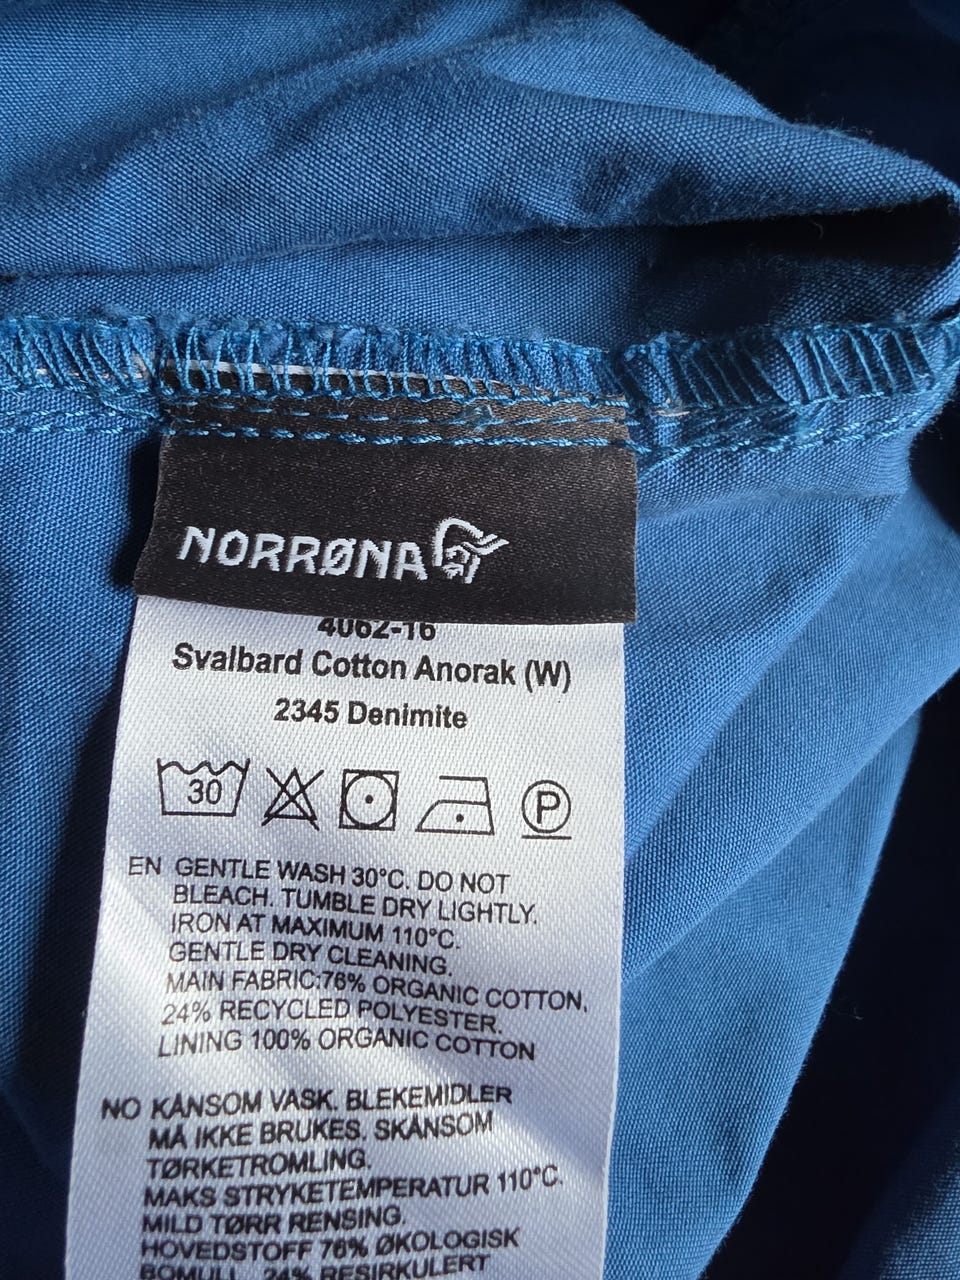 NORRØNA
4062-16
Svalbard Cotton Anorak (W)
2345 Denimite
30 P
EN GENTLE WASH 30°C. DO NOT
BLEACH. TUMBLE DRY LIGHTLY.
IRON AT MAXIMUM 110°C.
GENTLE DRY CLEANING.
MAIN FABRIC:76% ORGANIC COTTON,
24% RECYCLED POLYESTER.
LINING 100% ORGANIC COTTON
NO KÅNSOM VASK. BLEKEMIDLER
MÅ IKKE BRUKES. SKÅNSOM
TØRKETROMLING.
MAKS STRYKETEMPERATUR 110°C.
MILD TØRR RENSING.
HOVEDSTOFF 76% ØKOLOGISK
BOMULL, 24% RESIRKULERT